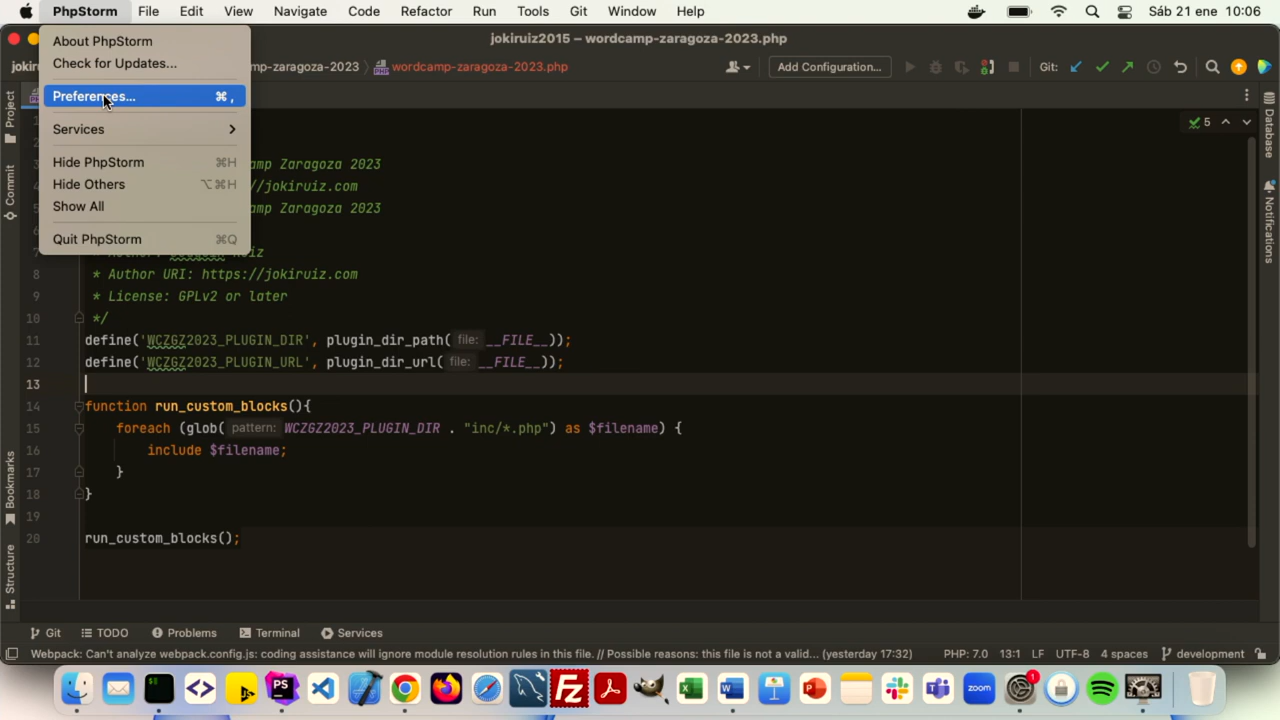 PhpStorm File Edit View Navigate Code Refactor Run Tools Git Window Help Sáb 21 ene 10:06
jokiruiz2015 – wordcamp-zaragoza-2023.php
About PhpStorm
Check for Updates...
Preferences... ⌘ ,
Services
Hide PhpStorm ⌘H
Hide Others ⌥⌘H
Show All
Quit PhpStorm ⌘Q
mp-zaragoza-2023 wordcamp-zaragoza-2023.php Add Configuration... Git:
Project
Commit
Bookmarks
Structure
Database
Notifications
5
amp Zaragoza 2023
//jokiruiz.com
amp Zaragoza 2023
8 * Author URI: https://jokiruiz.com
9 * License: GPLv2 or later
10 */
11 define('WCZGZ2023_PLUGIN_DIR', plugin_dir_path( file: __FILE__));
12 define('WCZGZ2023_PLUGIN_URL', plugin_dir_url( file: __FILE__));
13
14 function run_custom_blocks(){
15 foreach (glob( pattern: WCZGZ2023_PLUGIN_DIR . "inc/*.php") as $filename) {
16 include $filename;
17 }
18 }
19
20 run_custom_blocks();
Git TODO Problems Terminal Services
Webpack: Can't analyze webpack.config.js: coding assistance will ignore module resolution rules in this file. // Possible reasons: this file is not a valid... (yesterday 17:32) PHP: 7.0 13:1 LF UTF-8 4 spaces development
PS zoom 1